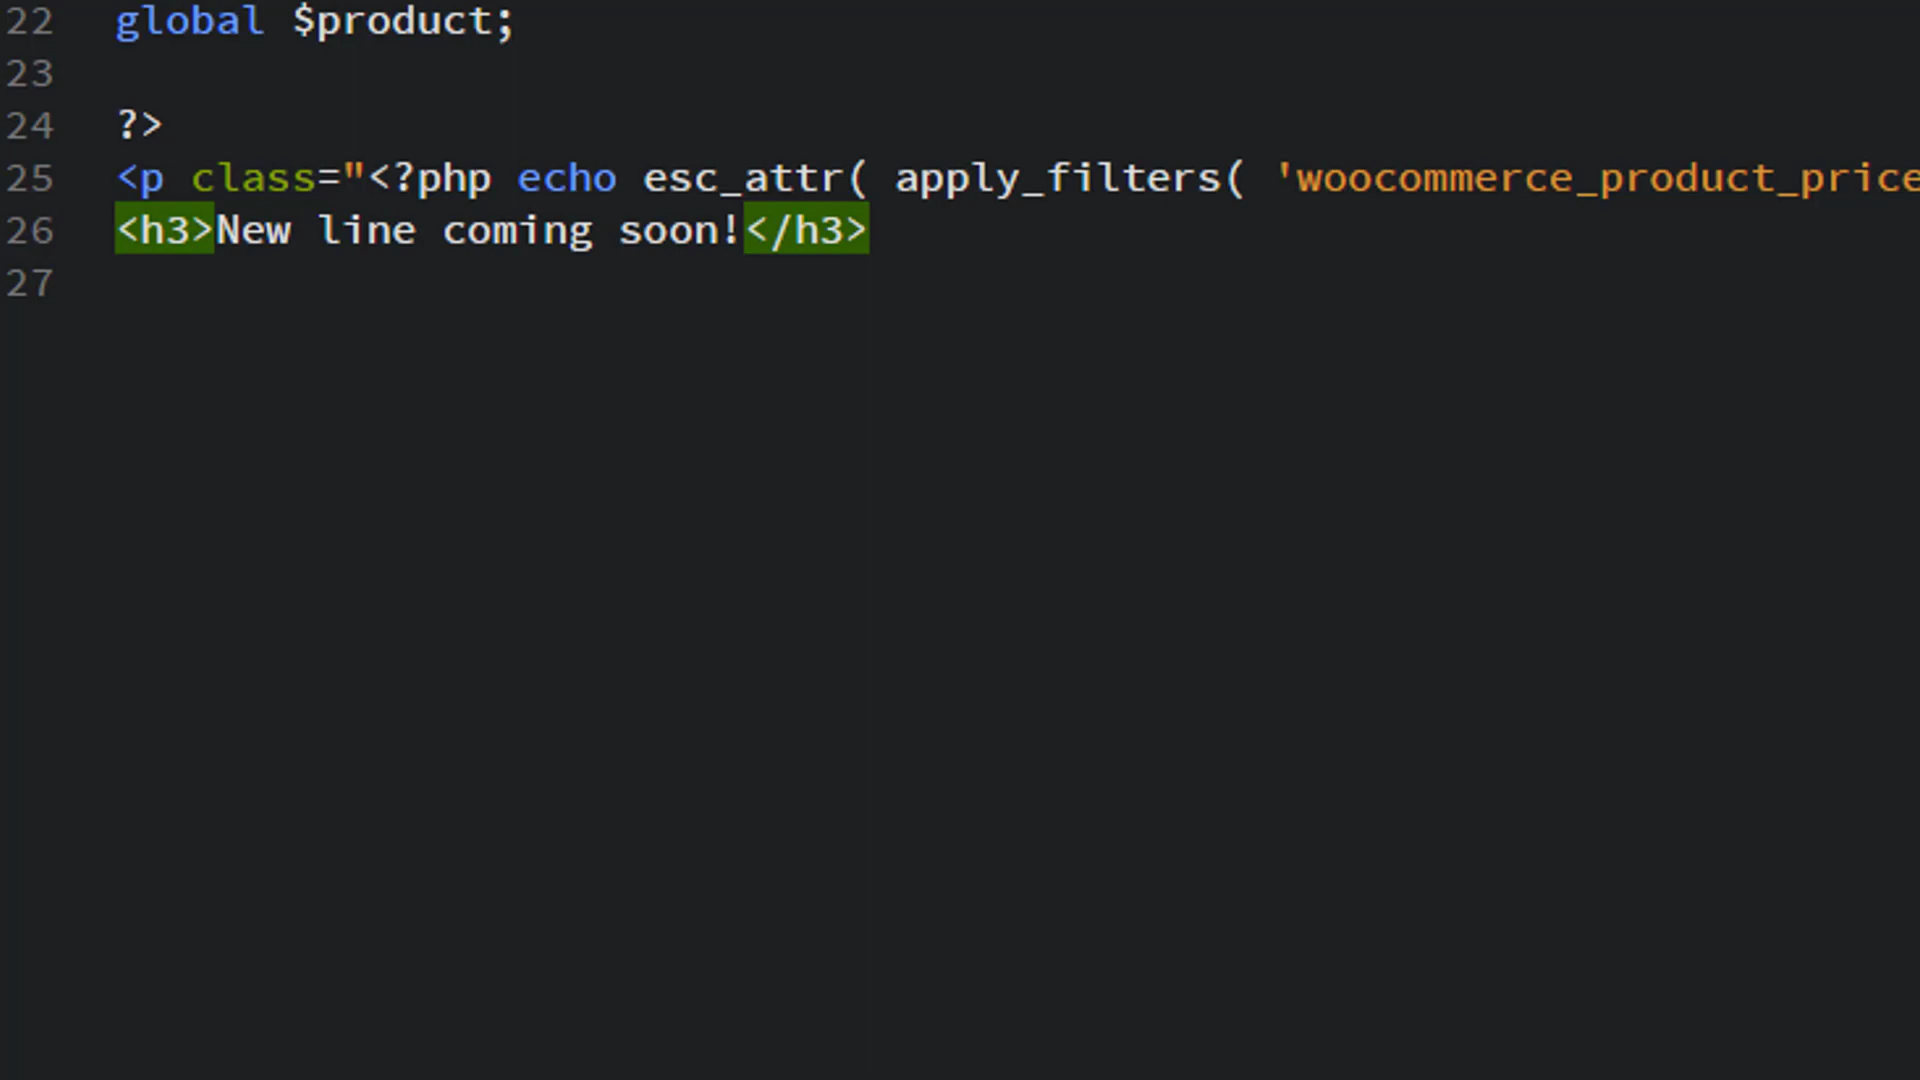 22 global $product;
23
24 ?>
25 <p class="<?php echo esc_attr( apply_filters( 'woocommerce_product_price
26 <h3>New line coming soon!</h3>
27